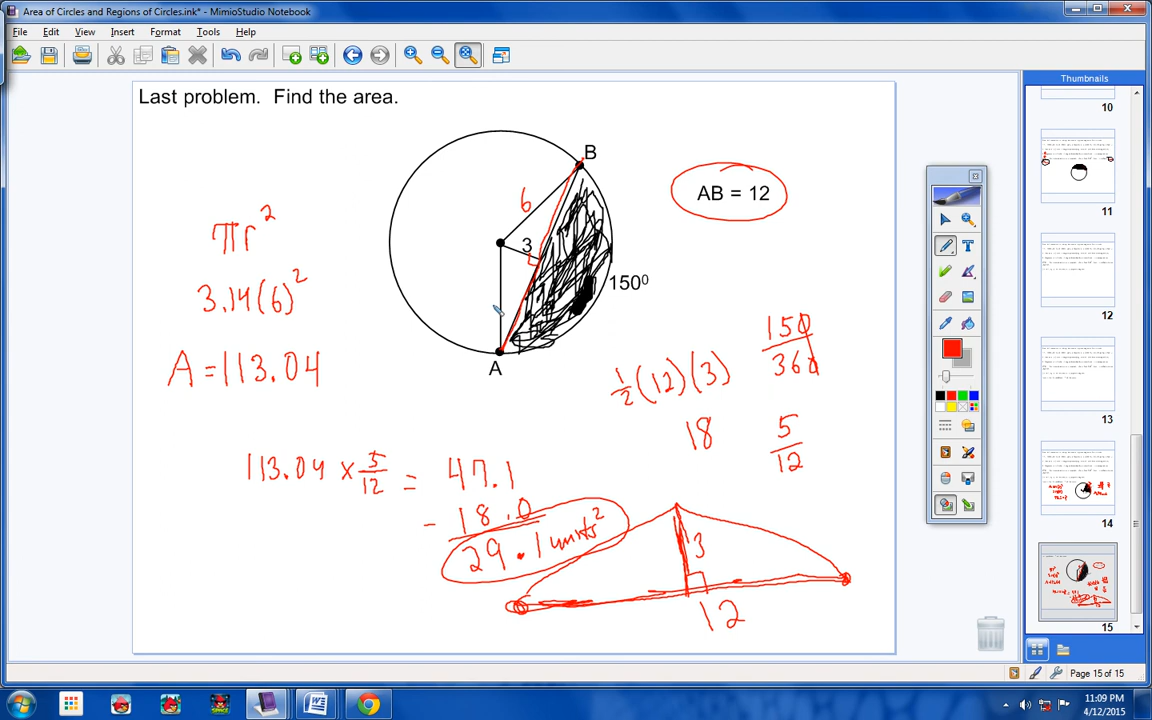 Area of Circles and Regions of Circles.ink* - MimioStudio Notebook
File Edit View Insert Format Tools Help
Last problem. Find the area.
B
AB = 12
6
3
150⁰
A
πr²
3.14(6)²
A = 113.04
½(12)(3)
18
150/360
5/12
113.04 × 5/12 = 47.1
- 18.0
29.1 units²
3
12
Thumbnails
10
11
12
13
14
15
Page 15 of 15
11:09 PM
4/12/2015